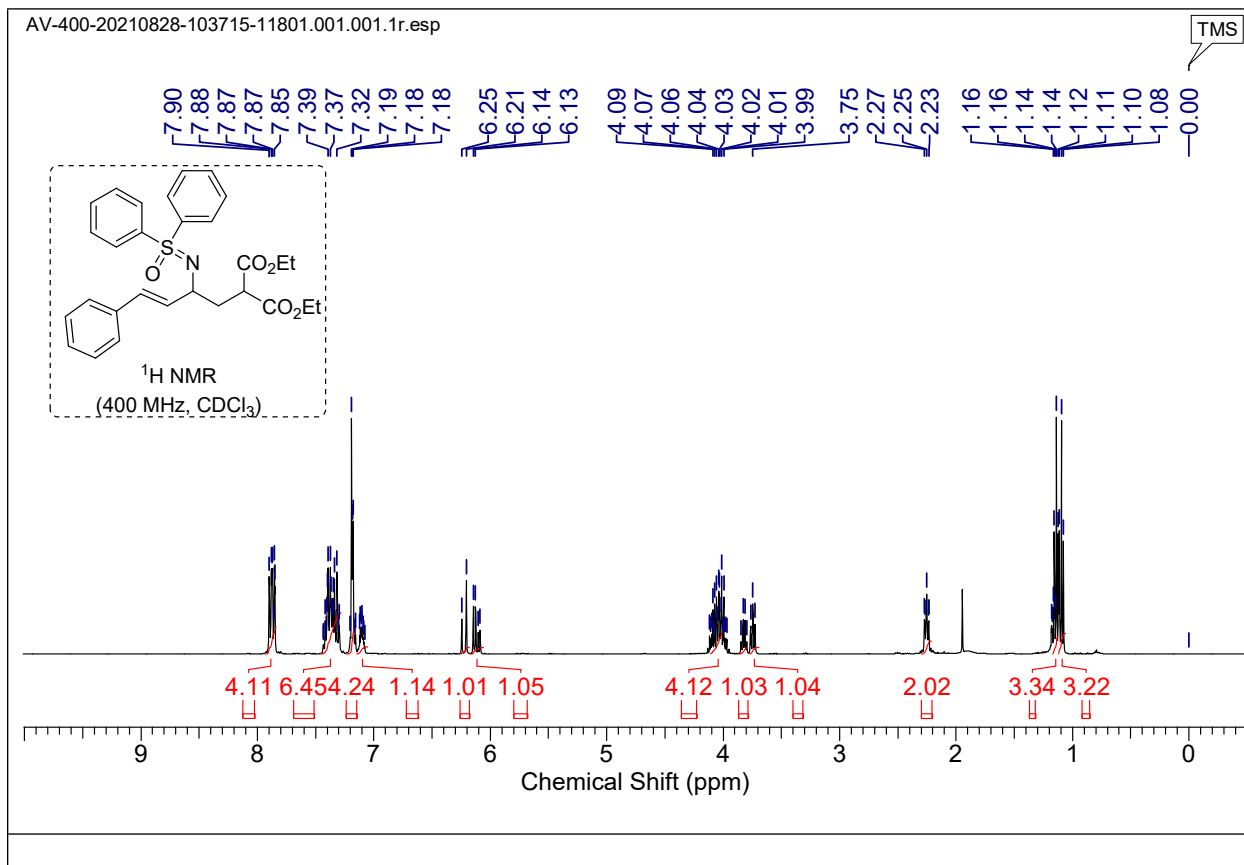 AV-400-20210828-103715-11801.001.001.1r.esp
TMS
7.90 7.88 7.87 7.87 7.85 7.39 7.37 7.32 7.19 7.18 7.18 6.25 6.21 6.14 6.13 4.09 4.07 4.06 4.04 4.03 4.02 4.01 3.99 3.75 2.27 2.25 2.23 1.16 1.16 1.14 1.14 1.12 1.11 1.10 1.08 0.00
S
O
N
CO2Et
CO2Et
1H NMR
(400 MHz, CDCl3)
4.11 6.45 4.24 1.14 1.01 1.05 4.12 1.03 1.04 2.02 3.34 3.22
9 8 7 6 5 4 3 2 1 0
Chemical Shift (ppm)